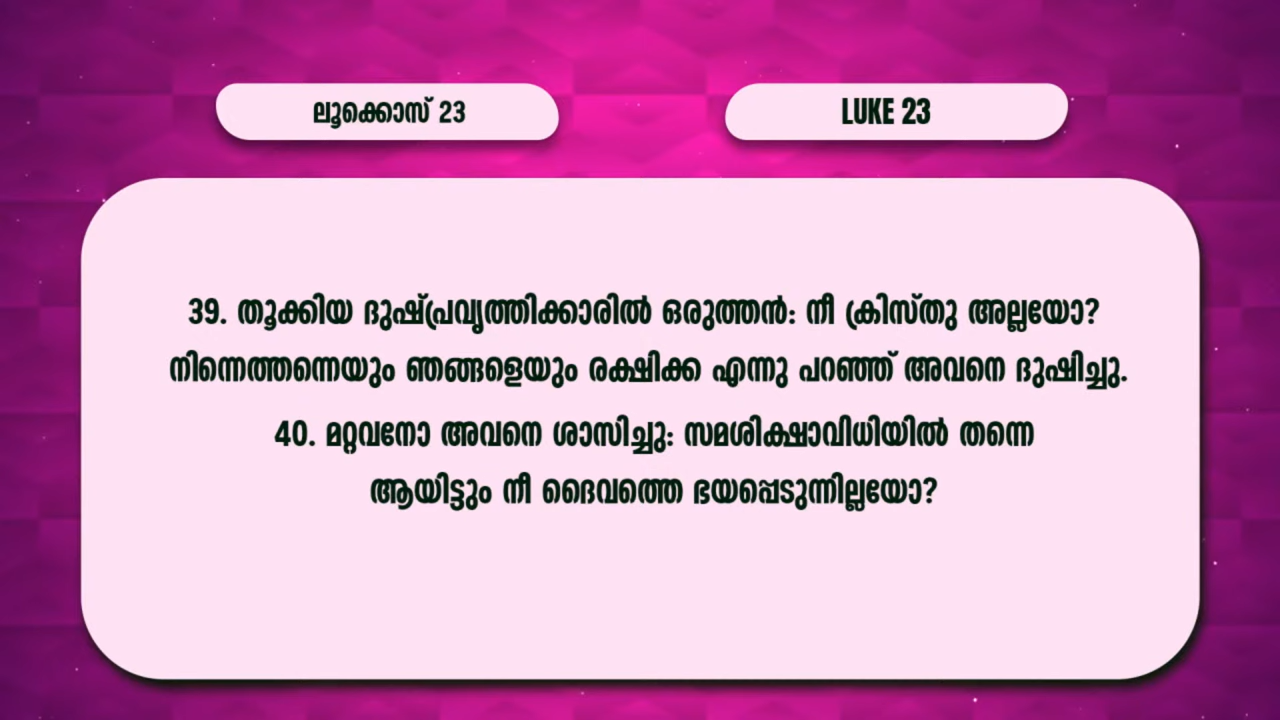 ലൂക്കൊസ് 23
LUKE 23
39. തൂക്കിയ ദുഷ്പ്രവൃത്തിക്കാരിൽ ഒരുത്തൻ: നീ ക്രിസ്തു അല്ലയോ?
നിന്നെത്തന്നെയും ഞങ്ങളെയും രക്ഷിക്ക എന്നു പറഞ്ഞ് അവനെ ദുഷിച്ചു.
40. മറ്റവനോ അവനെ ശാസിച്ചു: സമശിക്ഷാവിധിയിൽ തന്നെ
ആയിട്ടും നീ ദൈവത്തെ ഭയപ്പെടുന്നില്ലയോ?